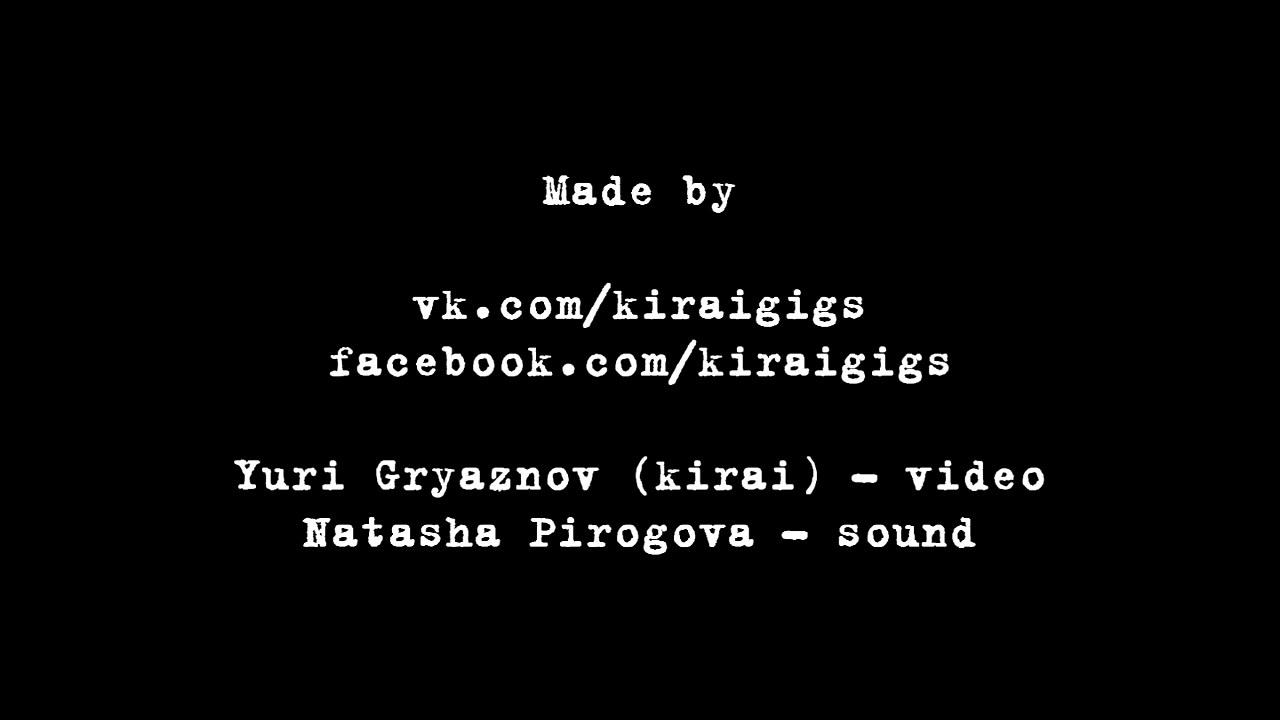 Made by
vk.com/kiraigigs
facebook.com/kiraigigs
Yuri Gryaznov (kirai) - video
Natasha Pirogova - sound